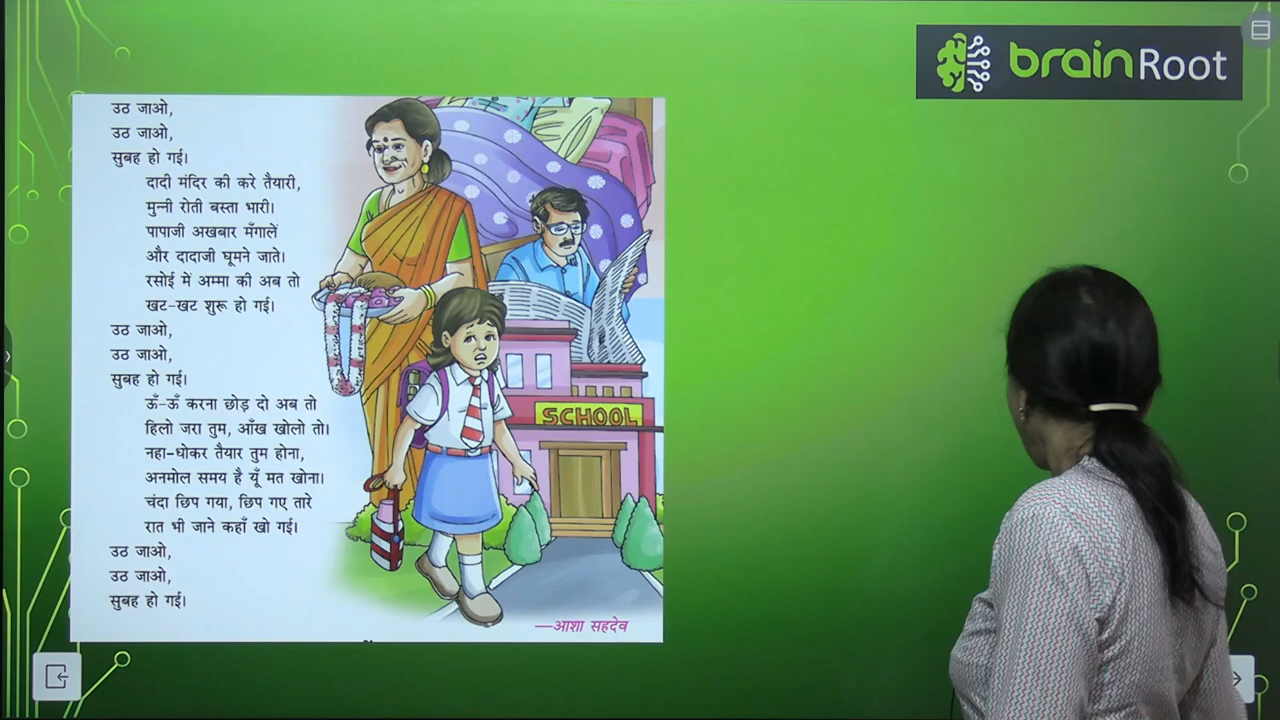 brainRoot
उठ जाओ,
उठ जाओ,
सुबह हो गई।
दादी मंदिर की करे तैयारी,
मुन्नी रोती बस्ता भारी।
पापाजी अखबार मँगालें
और दादाजी घूमने जाते।
रसोई में अम्मा की अब तो
खट-खट शुरू हो गई।
उठ जाओ,
उठ जाओ,
सुबह हो गई।
ऊँ-ऊँ करना छोड़ दो अब तो
हिलो जरा तुम, आँख खोलो तो।
नहा-धोकर तैयार तुम होना,
अनमोल समय है यूँ मत खोना।
चंदा छिप गया, छिप गए तारे
रात भी जाने कहाँ खो गई।
उठ जाओ,
उठ जाओ,
सुबह हो गई।
SCHOOL
—आशा सहदेव